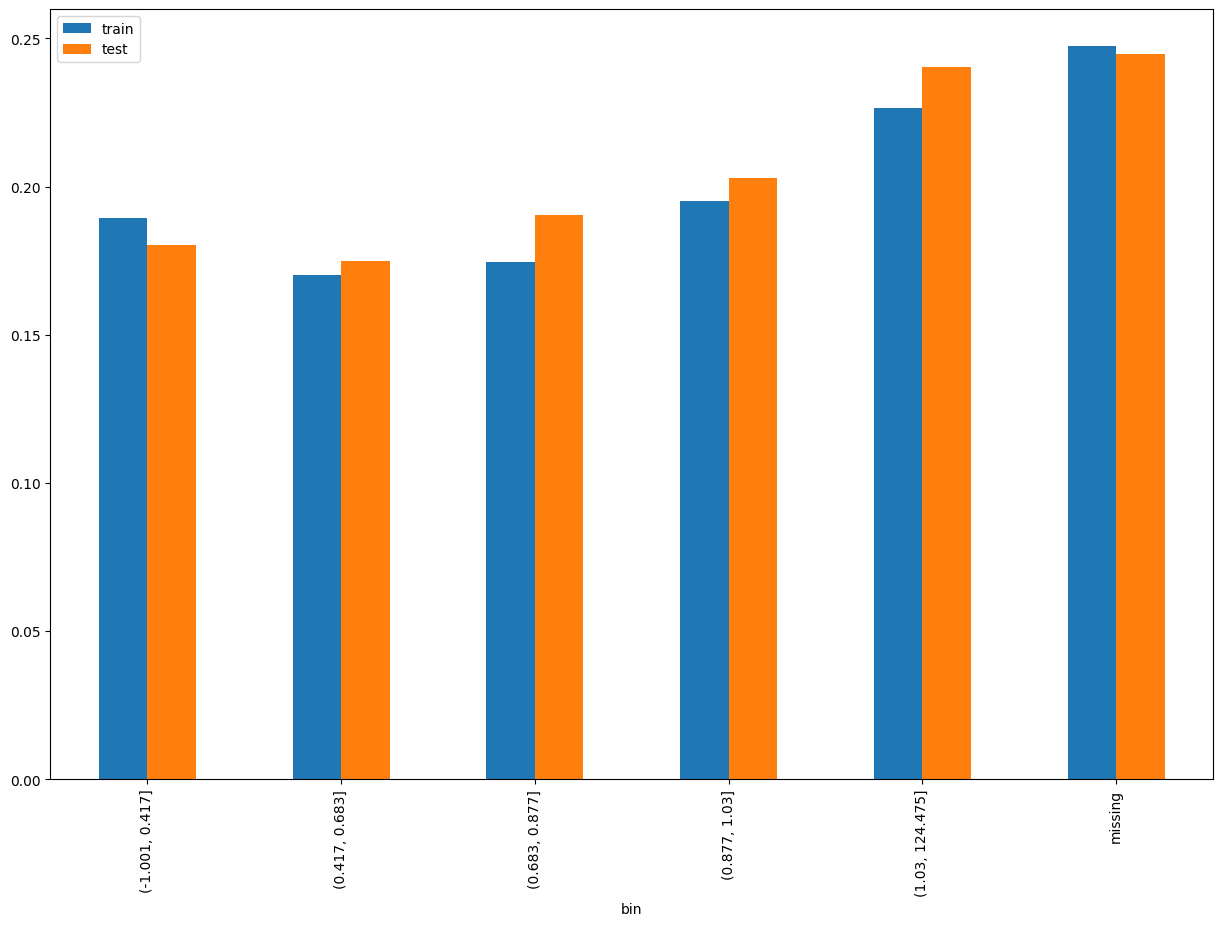 train
test
0.25
0.20
0.15
0.10
0.05
0.00
(-1.001, 0.417]
(0.417, 0.683]
(0.683, 0.877]
(0.877, 1.03]
(1.03, 124.475]
missing
bin